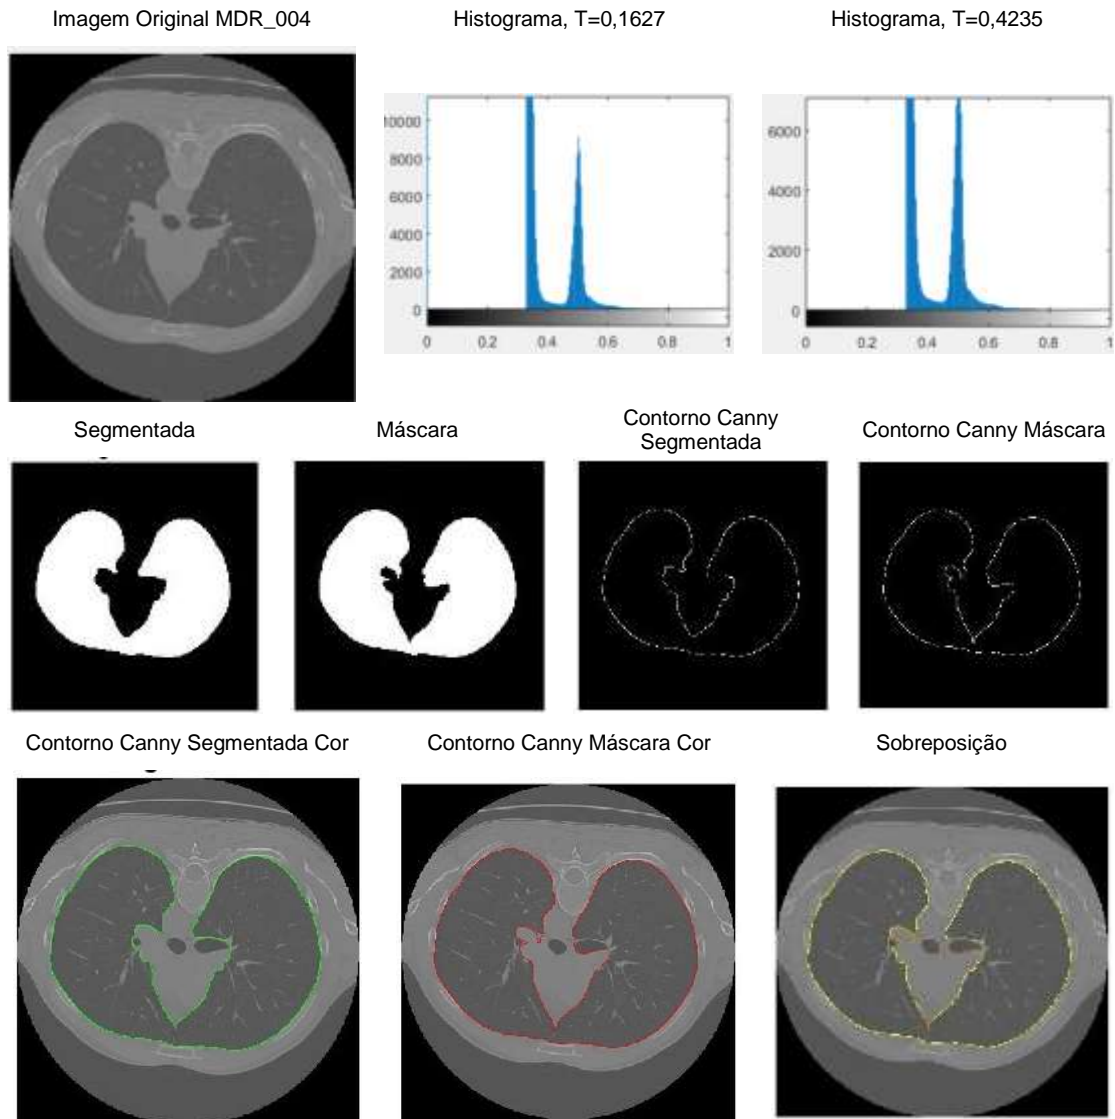 Imagem Original MDR_004
Histograma, T=0,1627
Histograma, T=0,4235
10000
8000
6000
4000
2000
0
0
0.2
0.4
0.6
0.8
1
6000
4000
2000
0
0
0.2
0.4
0.6
0.8
1
Segmentada
Máscara
Contorno Canny
Segmentada
Contorno Canny Máscara
Contorno Canny Segmentada Cor
Contorno Canny Máscara Cor
Sobreposição